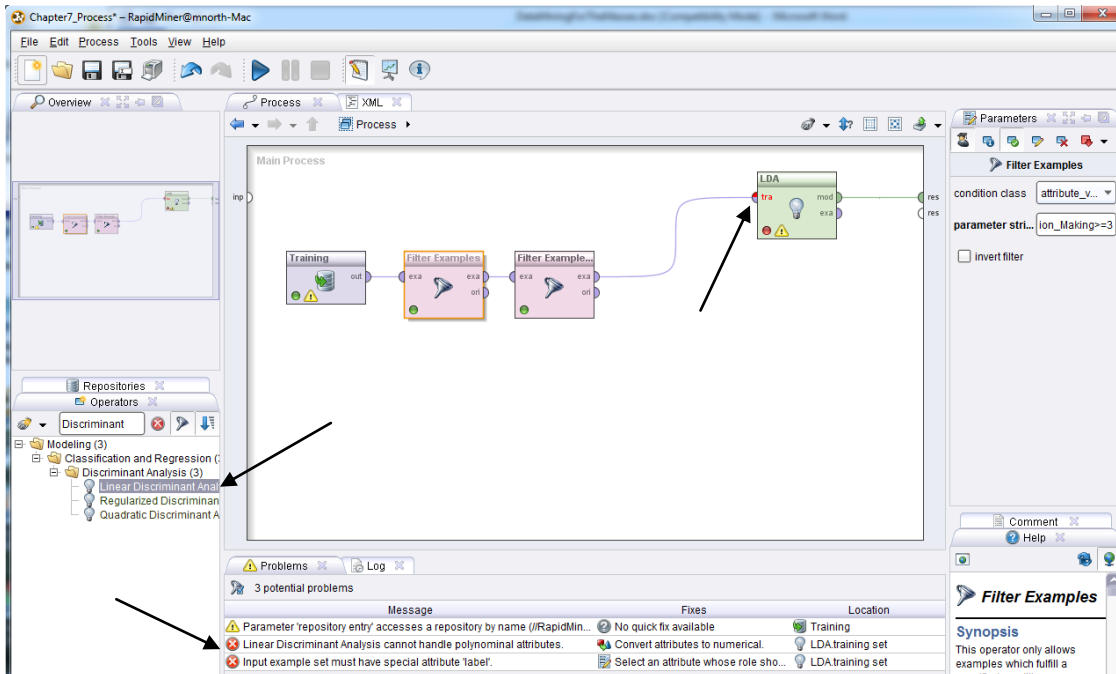 Chapter7_Process* – RapidMiner@mnorth-Mac
DataMiningForTheMasses.doc [Compatibility Mode] - Microsoft Word
File Edit Process Tools View Help
Overview
Process
XML
Parameters
Process
Filter Examples
condition class
attribute_v...
parameter stri...
ion_Making>=3
invert filter
Main Process
inp
res
res
LDA
tra
mod
exa
Training
out
Filter Examples
exa
exa
ori
Filter Example...
exa
exa
ori
Repositories
Operators
Discriminant
Modeling (3)
Classification and Regression (
Discriminant Analysis (3)
Linear Discriminant Anal
Regularized Discriminan
Quadratic Discriminant A
Problems
Log
3 potential problems
Message Fixes Location
Parameter 'repository entry' accesses a repository by name (//RapidMin... No quick fix available Training
Linear Discriminant Analysis cannot handle polynominal attributes. Convert attributes to numerical. LDA.training set
Input example set must have special attribute 'label'. Select an attribute whose role sho... LDA.training set
Comment
Help
Filter Examples
Synopsis
This operator only allows
examples which fulfill a